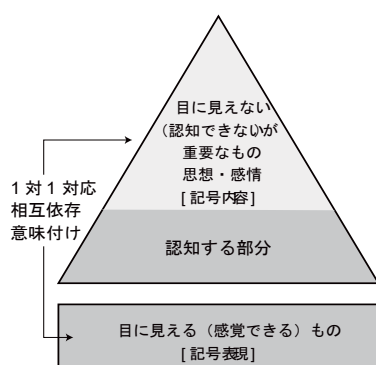 目に見えない
（認知できないが
重要なもの
思想・感情
[記号内容]
1対1対応
相互依存
意味付け
認知する部分
目に見える（感覚できる）もの
[記号表現]